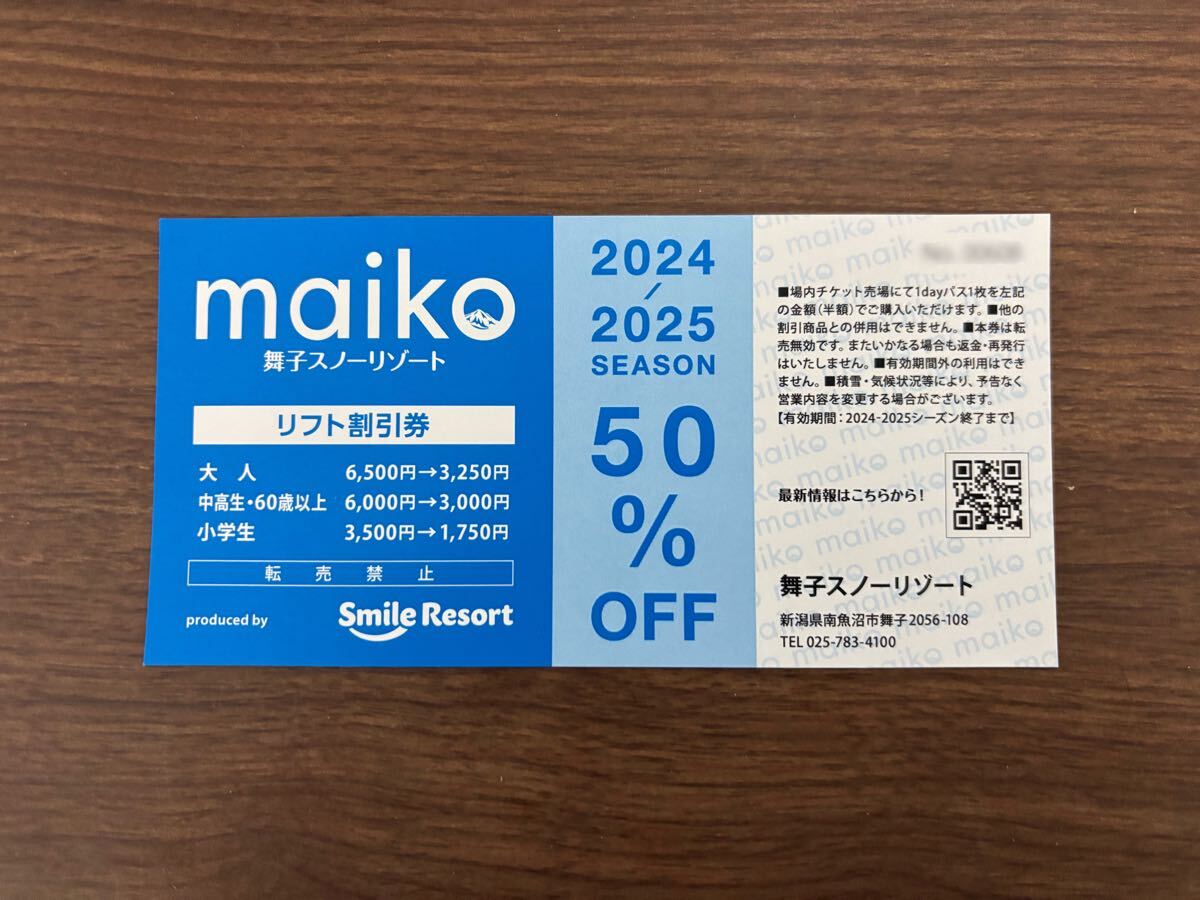 maiko
舞子スノーリゾート
リフト割引券
大人 6,500円→3,250円
中高生・60歳以上 6,000円→3,000円
小学生 3,500円→1,750円
転売禁止
produced by Smile Resort
2024
/
2025
SEASON
50
%
OFF
■場内チケット売場にて1dayパス1枚を左記
の金額(半額)でご購入いただけます。■他の
割引商品との併用はできません。■本券は転
売無効です。またいかなる場合も返金・再発行
はいたしません。■有効期間外の利用はでき
ません。■積雪・気候状況等により、予告なく
営業内容を変更する場合がございます。
【有効期間：2024-2025シーズン終了まで】
最新情報はこちらから!
舞子スノーリゾート
新潟県南魚沼市舞子2056-108
TEL 025-783-4100